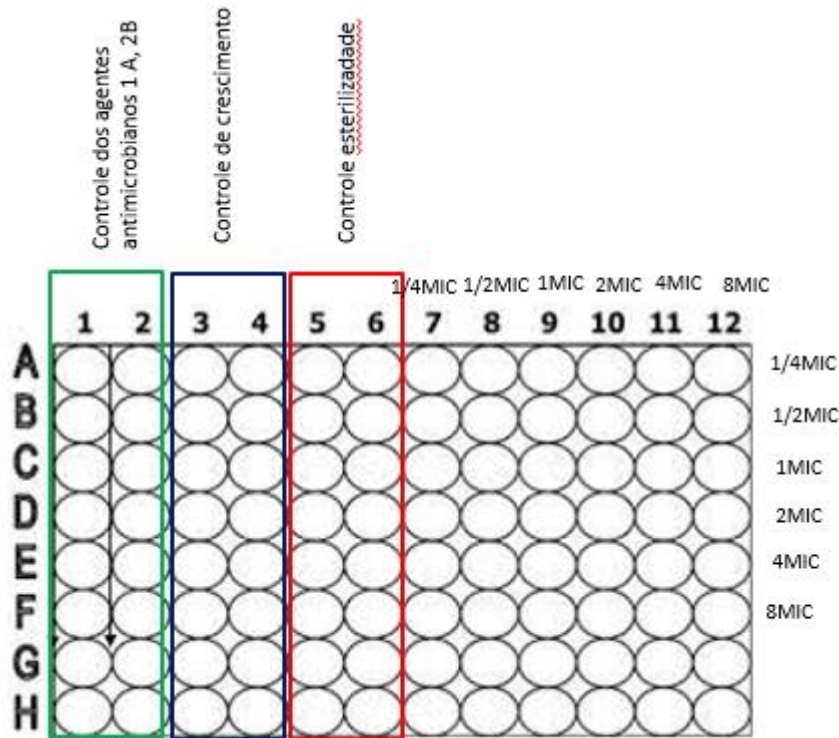 Controle dos agentes
antimicrobianos 1 A, 2B
Controle de crescimento
Controle esterilizadade
1/4MIC 1/2MIC 1MIC 2MIC 4MIC 8MIC
1 2 3 4 5 6 7 8 9 10 11 12
A 1/4MIC
B 1/2MIC
C 1MIC
D 2MIC
E 4MIC
F 8MIC
G
H